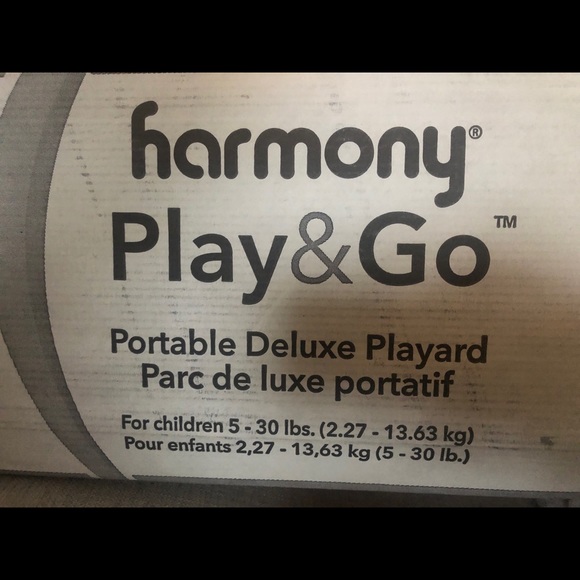 harmony®
Play&Go™
Portable Deluxe Playard
Parc de luxe portatif
For children 5 - 30 lbs. (2.27 - 13.63 kg)
Pour enfants 2,27 - 13,63 kg (5 - 30 lb.)